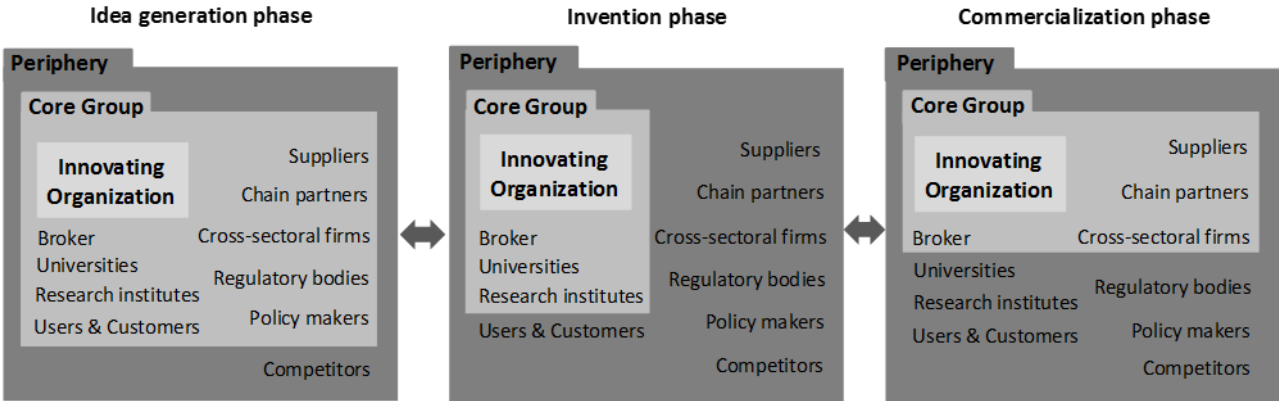 Idea generation phase
Periphery
Core Group
Innovating
Organization
Suppliers
Chain partners
Broker
Cross-sectoral firms
Universities
Regulatory bodies
Research institutes
Policy makers
Users & Customers
Competitors
Invention phase
Periphery
Core Group
Innovating
Organization
Suppliers
Chain partners
Broker
Cross-sectoral firms
Universities
Regulatory bodies
Research institutes
Policy makers
Users & Customers
Competitors
Commercialization phase
Periphery
Core Group
Innovating
Organization
Suppliers
Chain partners
Broker
Cross-sectoral firms
Universities
Regulatory bodies
Research institutes
Policy makers
Users & Customers
Competitors